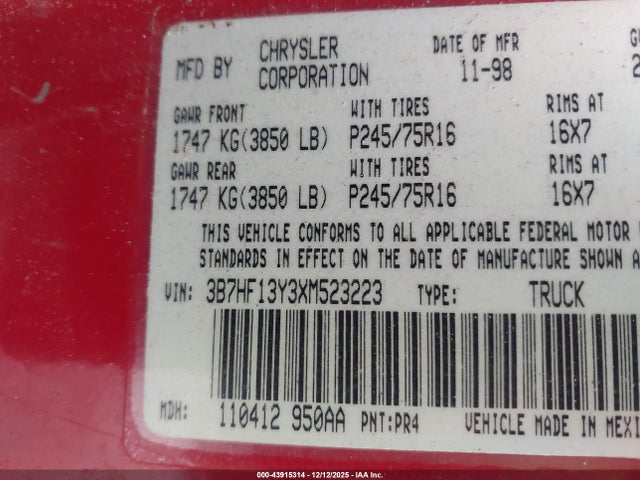 MFD BY CHRYSLER CORPORATION DATE OF MFR 11-98
GAWR FRONT WITH TIRES RIMS AT
1747 KG(3850 LB) P245/75R16 16X7
GAWR REAR WITH TIRES RIMS AT
1747 KG(3850 LB) P245/75R16 16X7
THIS VEHICLE CONFORMS TO ALL APPLICABLE FEDERAL MOTOR
STANDARDS IN EFFECT ON THE DATE OF MANUFACTURE SHOWN
VIN: 3B7HF13Y3XM523223 TYPE: TRUCK
MDH: 110412 950AA PNT:PR4 VEHICLE MADE IN MEXI
000-43915314 - 12/12/2025 - IAA Inc.